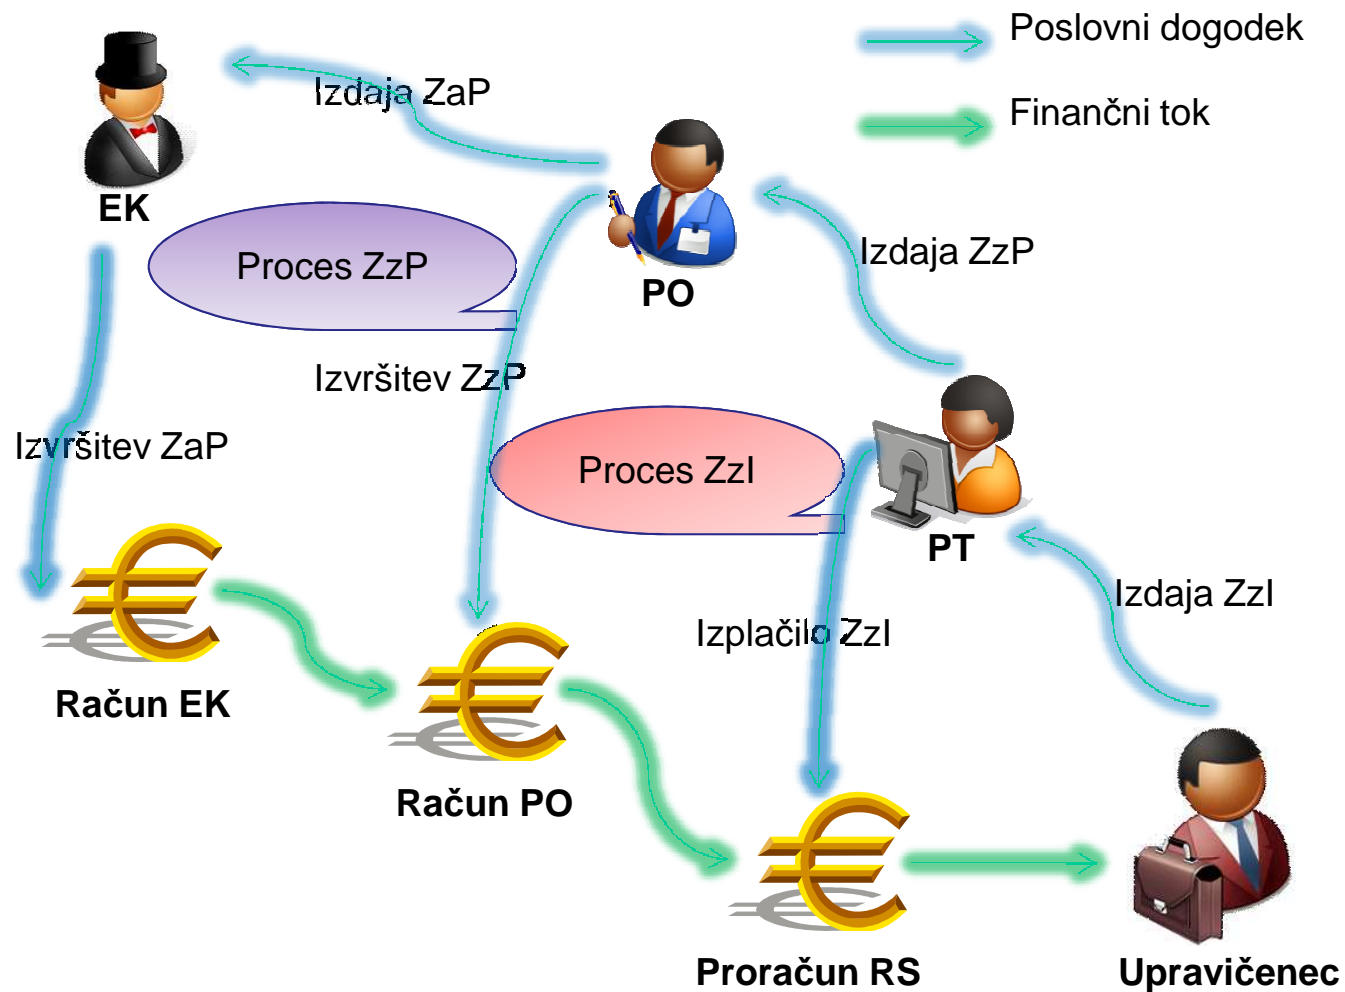 Poslovni dogodek
Izdaja ZaP
Finančni tok
EK
Proces ZzP
Izdaja ZzP
PO
Izvršitev ZzP
Izvršitev ZaP
Proces ZzI
PT
Izdaja ZzI
Izplačilo ZzI
Račun EK
Račun PO
Proračun RS
Upravičenec